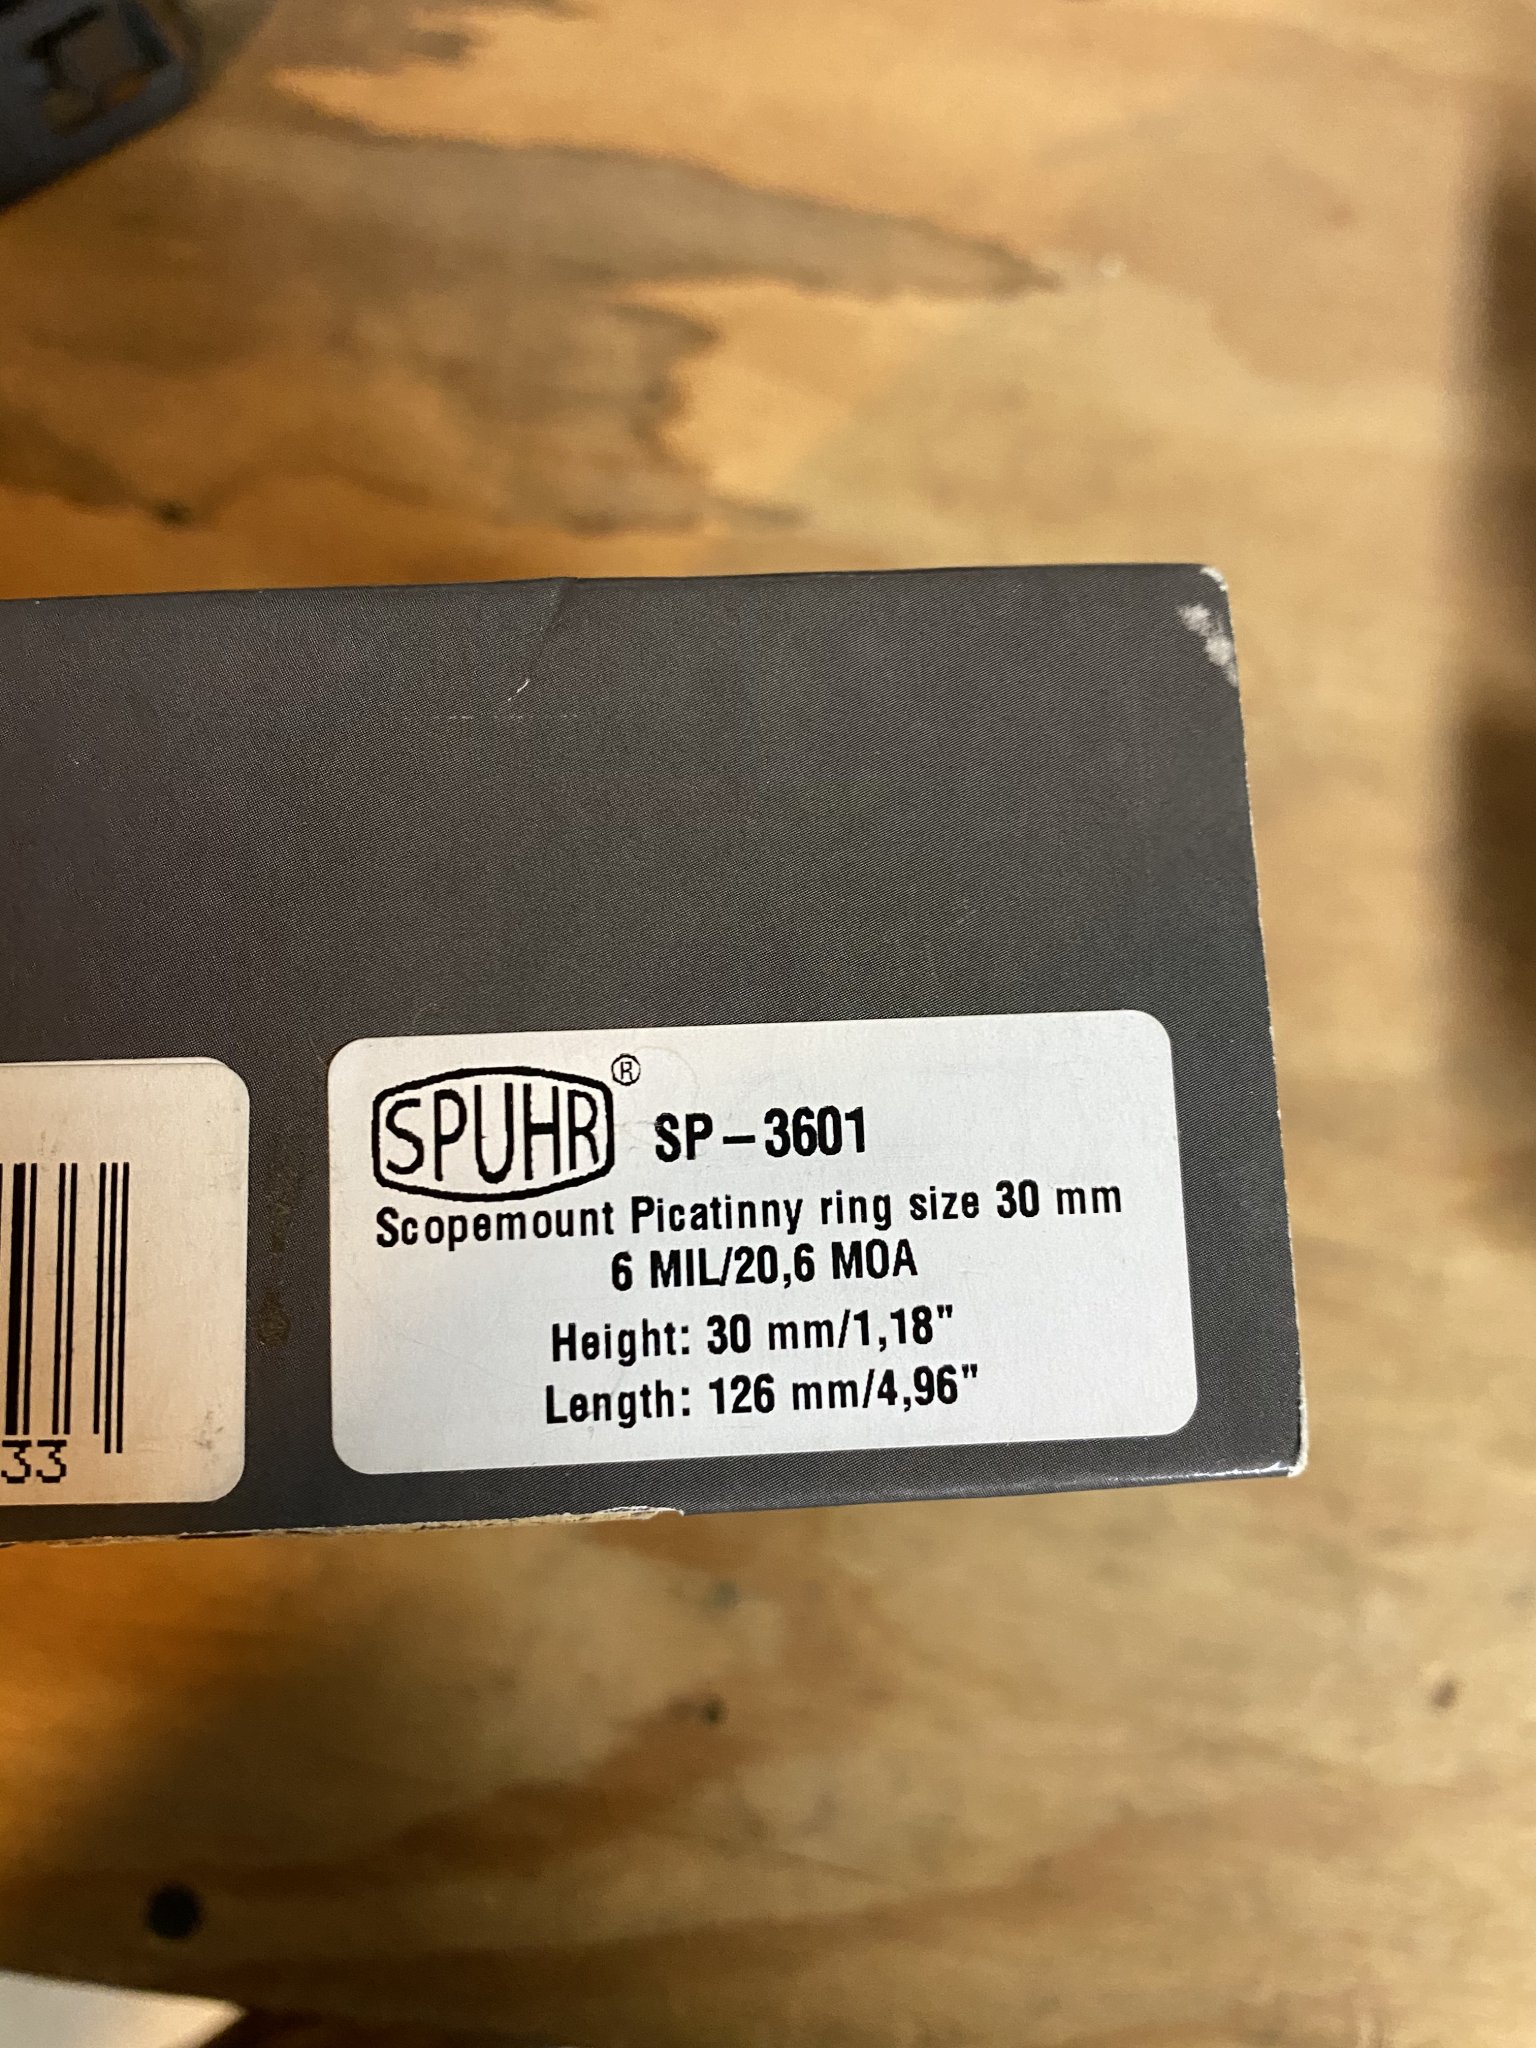 SPUHR® SP-3601
Scopemount Picatinny ring size 30 mm
6 MIL/20,6 MOA
Height: 30 mm/1,18"
Length: 126 mm/4,96"
33